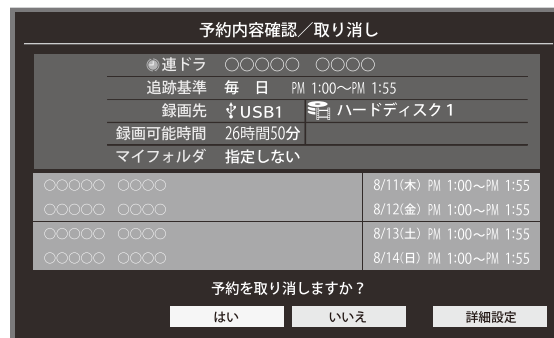 予約内容確認／取り消し
連ドラ ○○○○○ ○○○○
追跡基準 毎 日 PM 1:00～PM 1:55
録画先 USB1 ハードディスク1
録画可能時間 26時間50分
マイフォルダ 指定しない
○○○○○ ○○○○ 8/11(木) PM 1:00～PM 1:55
○○○○○ ○○○○ 8/12(金) PM 1:00～PM 1:55
○○○○○ ○○○○ 8/13(土) PM 1:00～PM 1:55
○○○○○ ○○○○ 8/14(日) PM 1:00～PM 1:55
予約を取り消しますか？
はい いいえ 詳細設定